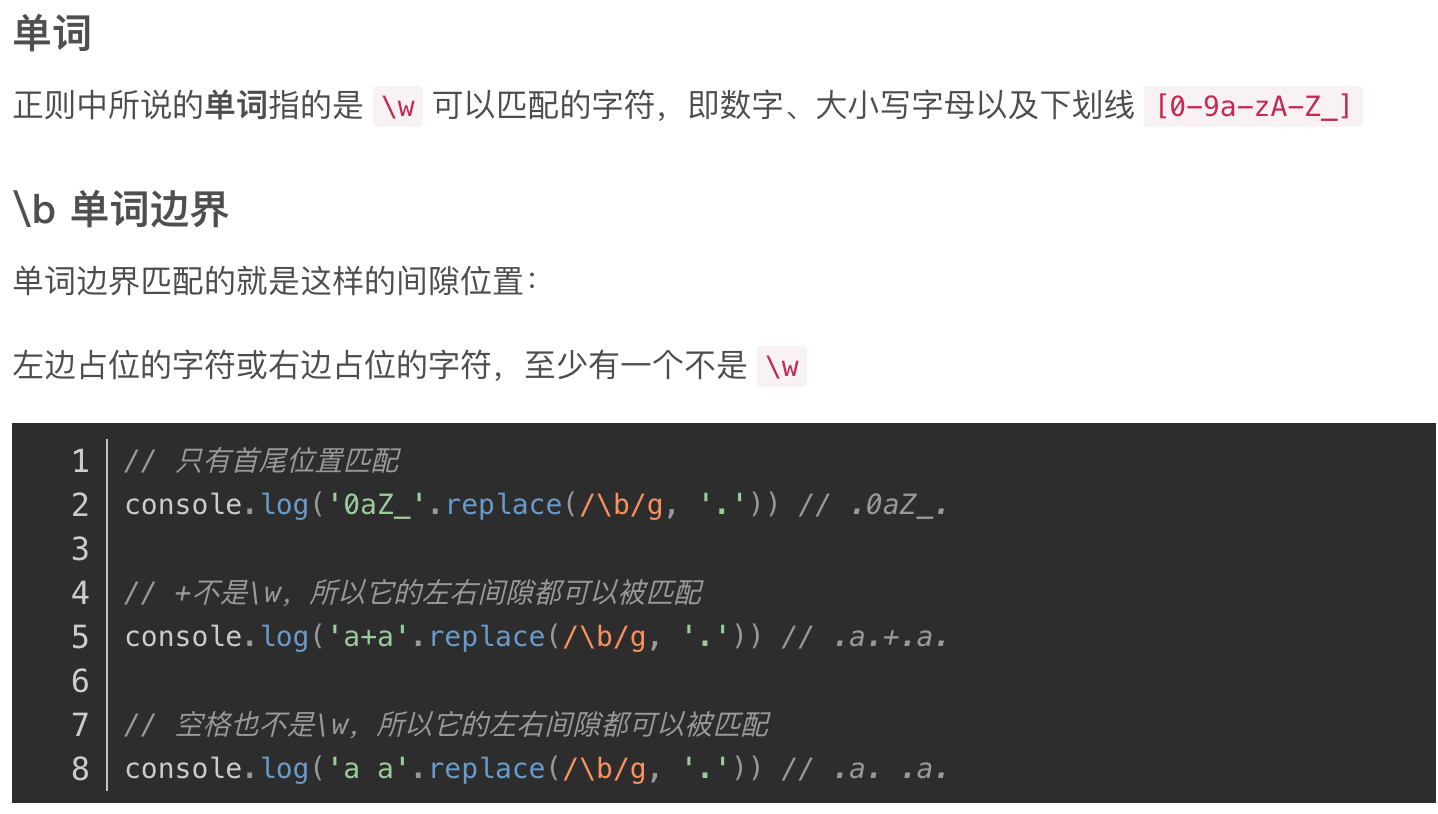 单词
正则中所说的单词指的是 \w 可以匹配的字符，即数字、大小写字母以及下划线 [0-9a-zA-Z_]
\b 单词边界
单词边界匹配的就是这样的间隙位置：
左边占位的字符或右边占位的字符，至少有一个不是 \w
1 // 只有首尾位置匹配
2 console.log('0aZ_'.replace(/\b/g, '.')) // .0aZ_.
3
4 // +不是\w，所以它的左右间隙都可以被匹配
5 console.log('a+a'.replace(/\b/g, '.')) // .a.+.a.
6
7 // 空格也不是\w，所以它的左右间隙都可以被匹配
8 console.log('a a'.replace(/\b/g, '.')) // .a. .a.